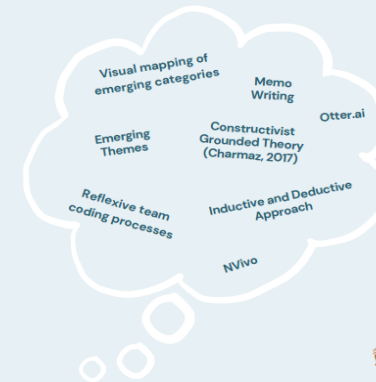 Visual mapping of
emerging categories
Memo
Writing
Otter.ai
Emerging
Themes
Constructivist
Grounded Theory
(Charmaz, 2017)
Reflexive team
coding processes
Inductive and Deductive
Approach
NVivo